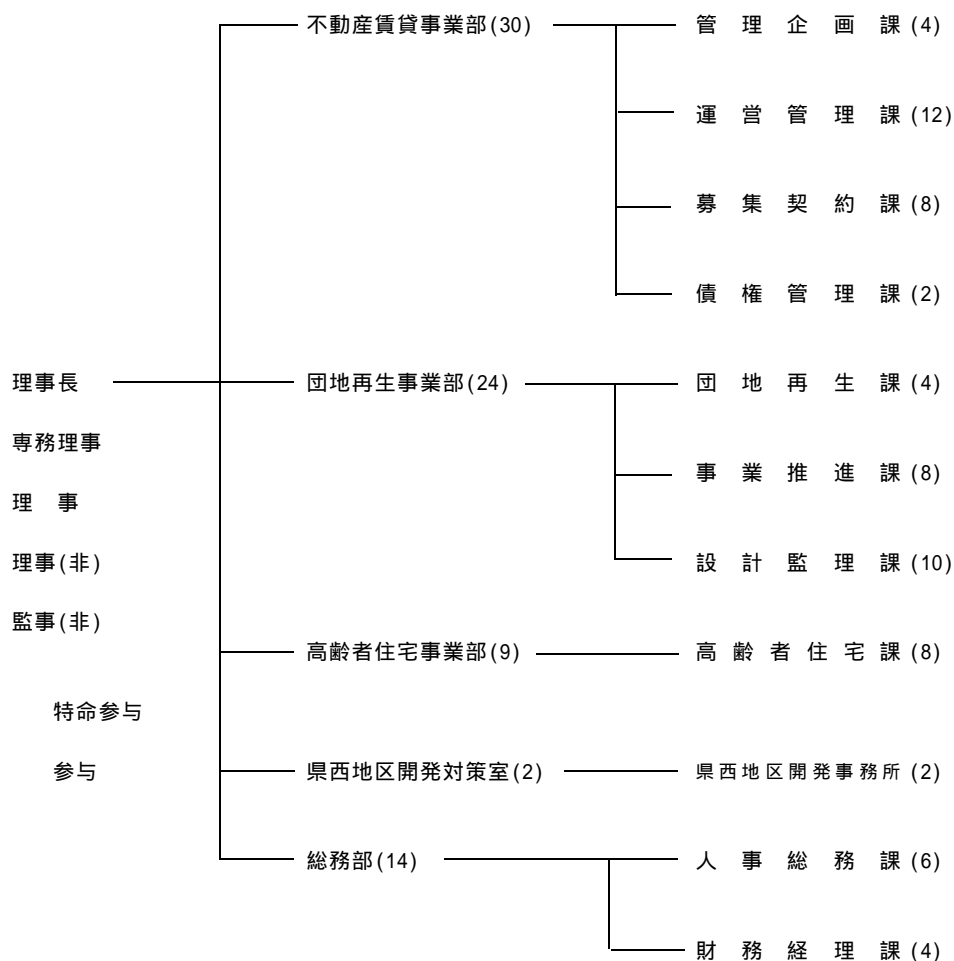 不動産賃貸事業部(30) 管理企画課(4)
運営管理課(12)
募集契約課(8)
債権管理課(2)
理事長 団地再生事業部(24) 団地再生課(4)
専務理事
事業推進課(8)
理 事
理事(非) 設計監理課(10)
監事(非)
高齢者住宅事業部(9) 高齢者住宅課(8)
特命参与
参与 県西地区開発対策室(2) 県西地区開発事務所(2)
総務部(14) 人事総務課(6)
財務経理課(4)